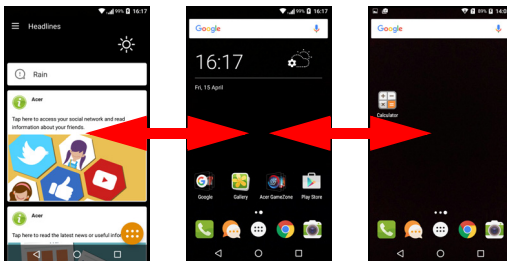 99% 16:17
Headlines
Rain
Acer
Tap here to access your social network and read
information about your friends.
Acer
Tap here to read the latest news or useful infor
99% 16:17
Google
16:17
Fri, 15 April
Google
Gallery
Acer GameZone
Play Store
89% 14:0
Google
Calculator